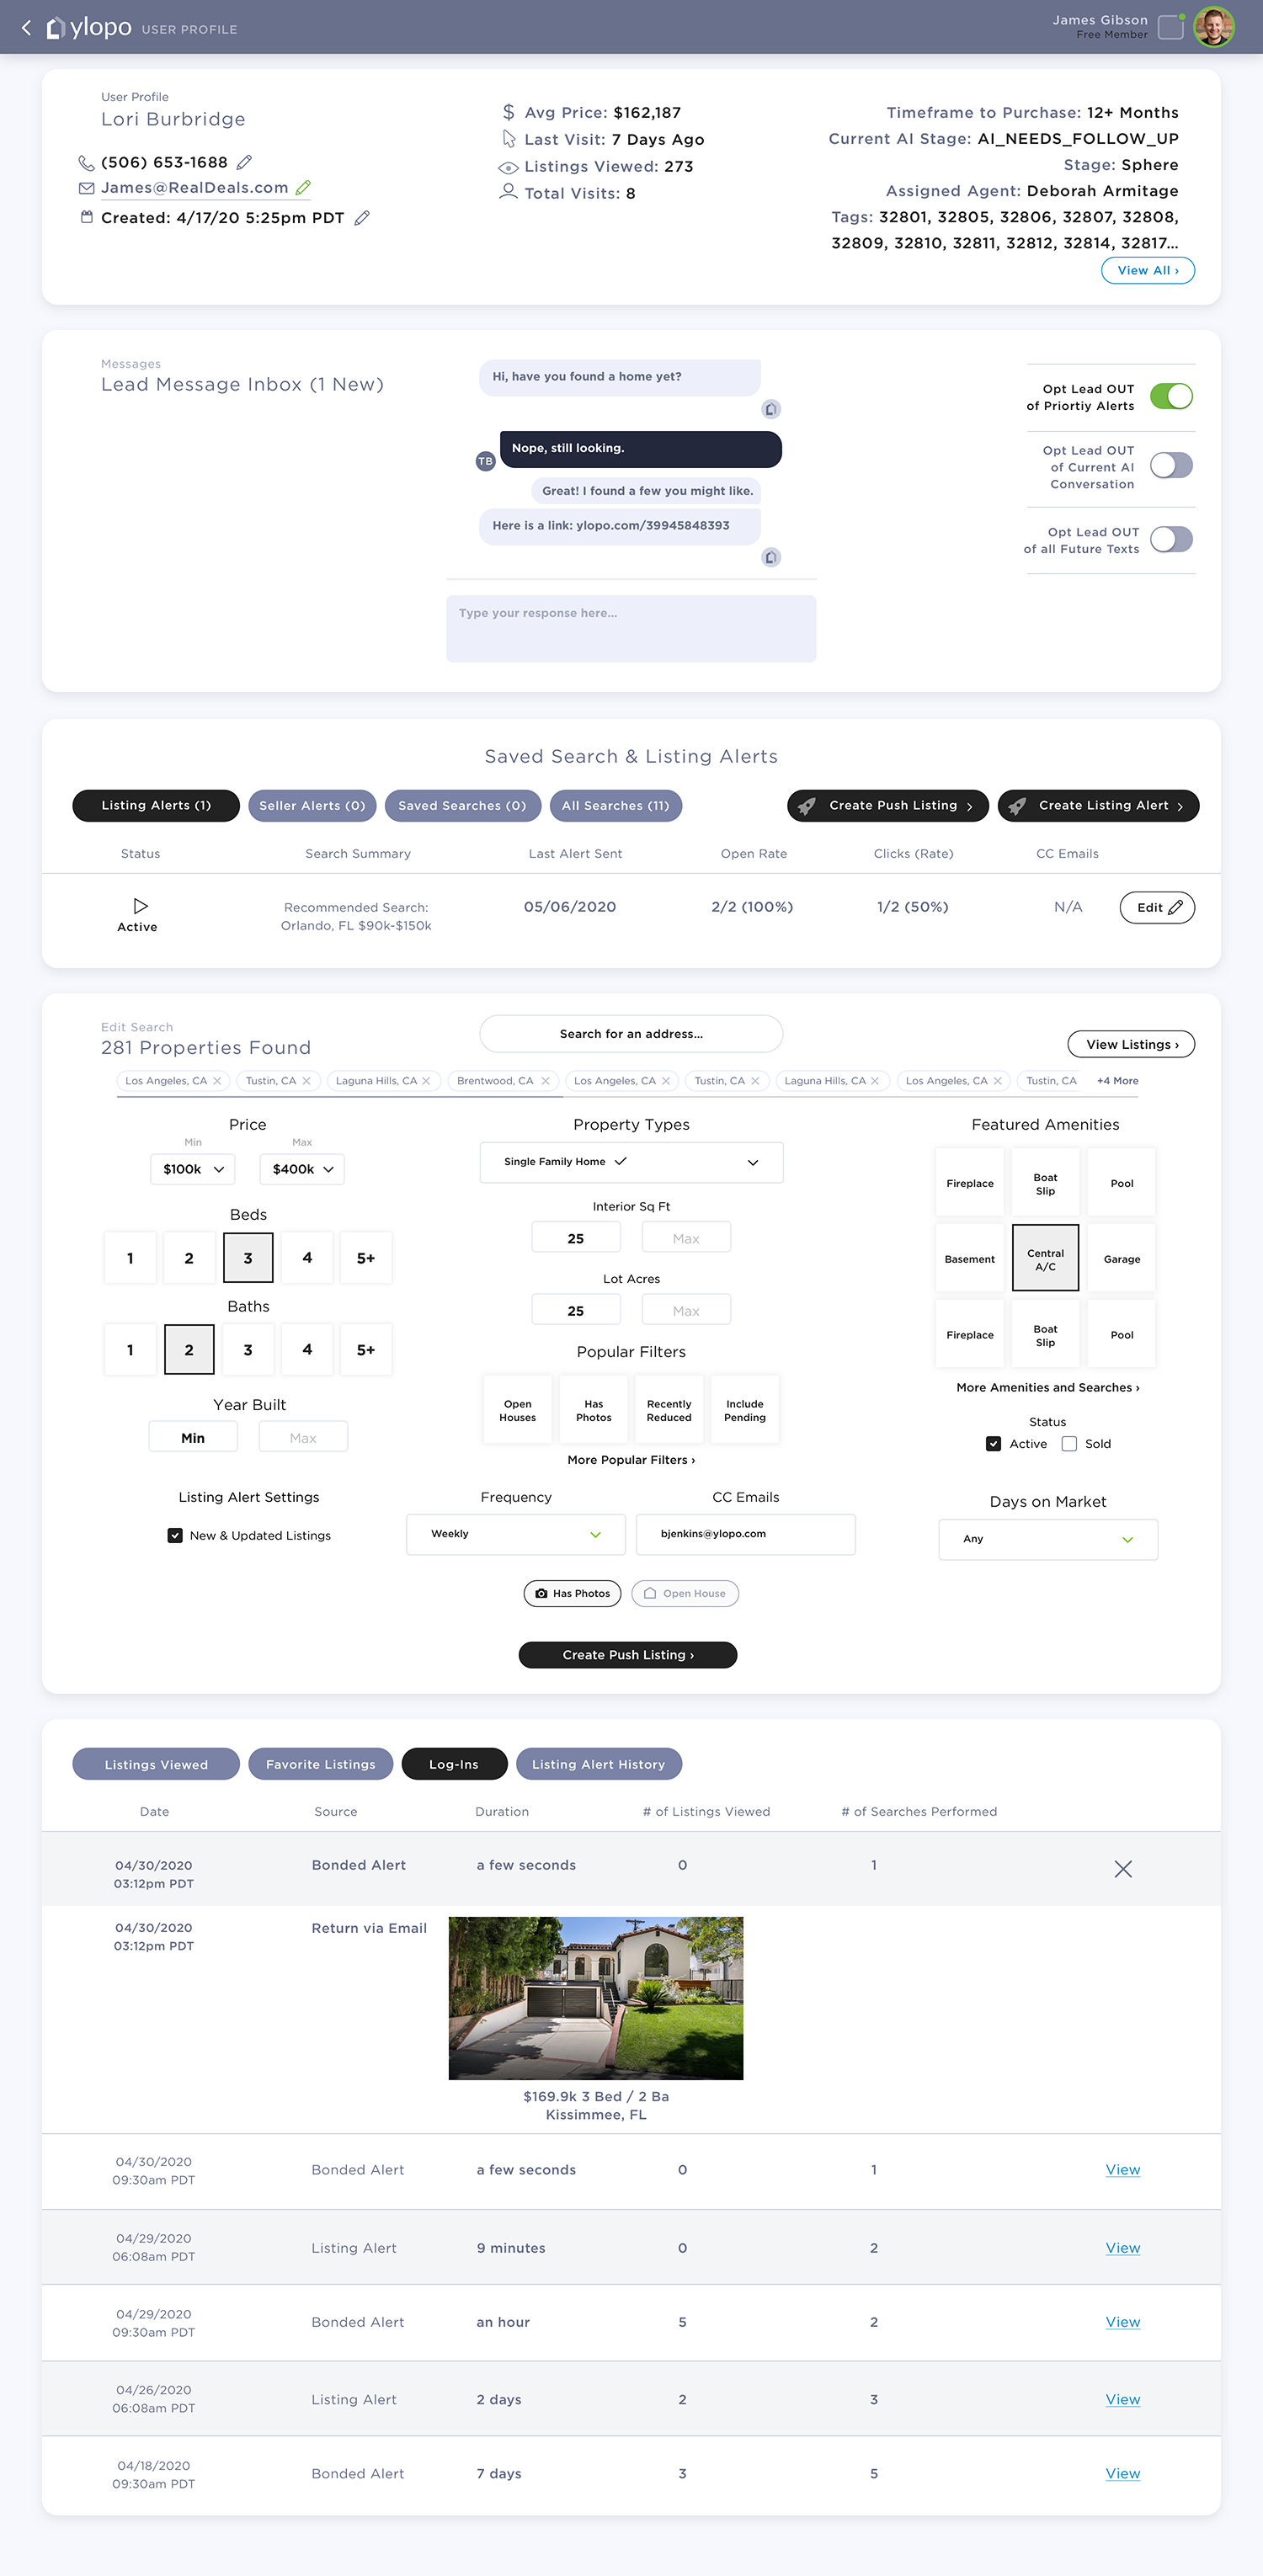 ylopo USER PROFILE
James Gibson
Free Member
User Profile
Lori Burbridge
(506) 653-1688
James@RealDeals.com
Created: 4/17/20 5:25pm PDT
$ Avg Price: $162,187
Last Visit: 7 Days Ago
Listings Viewed: 273
Total Visits: 8
Timeframe to Purchase: 12+ Months
Current AI Stage: AI_NEEDS_FOLLOW_UP
Stage: Sphere
Assigned Agent: Deborah Armitage
Tags: 32801, 32805, 32806, 32807, 32808,
32809, 32810, 32811, 32812, 32814, 32817...
View All ›
Messages
Lead Message Inbox (1 New)
Hi, have you found a home yet?
TB
Nope, still looking.
Great! I found a few you might like.
Here is a link: ylopo.com/39945848393
Type your response here...
Opt Lead OUT
of Priortiy Alerts
Opt Lead OUT
of Current AI
Conversation
Opt Lead OUT
of all Future Texts
Saved Search & Listing Alerts
Listing Alerts (1) Seller Alerts (0) Saved Searches (0) All Searches (11) Create Push Listing › Create Listing Alert ›
Status Search Summary Last Alert Sent Open Rate Clicks (Rate) CC Emails
Active
Recommended Search:
Orlando, FL $90k-$150k
05/06/2020 2/2 (100%) 1/2 (50%) N/A Edit
Edit Search
281 Properties Found
Search for an address...
View Listings ›
Los Angeles, CA Tustin, CA Laguna Hills, CA Brentwood, CA Los Angeles, CA Tustin, CA Laguna Hills, CA Los Angeles, CA Tustin, CA +4 More
Price
Min Max
$100k $400k
Beds
1 2 3 4 5+
Baths
1 2 3 4 5+
Year Built
Min Max
Property Types
Single Family Home
Interior Sq Ft
25 Max
Lot Acres
25 Max
Popular Filters
Open
Houses
Has
Photos
Recently
Reduced
Include
Pending
More Popular Filters ›
Featured Amenities
Fireplace
Boat
Slip
Pool
Basement
Central
A/C
Garage
Fireplace
Boat
Slip
Pool
More Amenities and Searches ›
Status
Active Sold
Listing Alert Settings
New & Updated Listings
Frequency
Weekly
CC Emails
bjenkins@ylopo.com
Days on Market
Any
Has Photos Open House
Create Push Listing ›
Listings Viewed Favorite Listings Log-Ins Listing Alert History
Date Source Duration # of Listings Viewed # of Searches Performed
04/30/2020
03:12pm PDT
Bonded Alert a few seconds 0 1
04/30/2020
03:12pm PDT
Return via Email
$169.9k 3 Bed / 2 Ba
Kissimmee, FL
04/30/2020
09:30am PDT
Bonded Alert a few seconds 0 1 View
04/29/2020
06:08am PDT
Listing Alert 9 minutes 0 2 View
04/29/2020
09:30am PDT
Bonded Alert an hour 5 2 View
04/26/2020
06:08am PDT
Listing Alert 2 days 2 3 View
04/18/2020
09:30am PDT
Bonded Alert 7 days 3 5 View